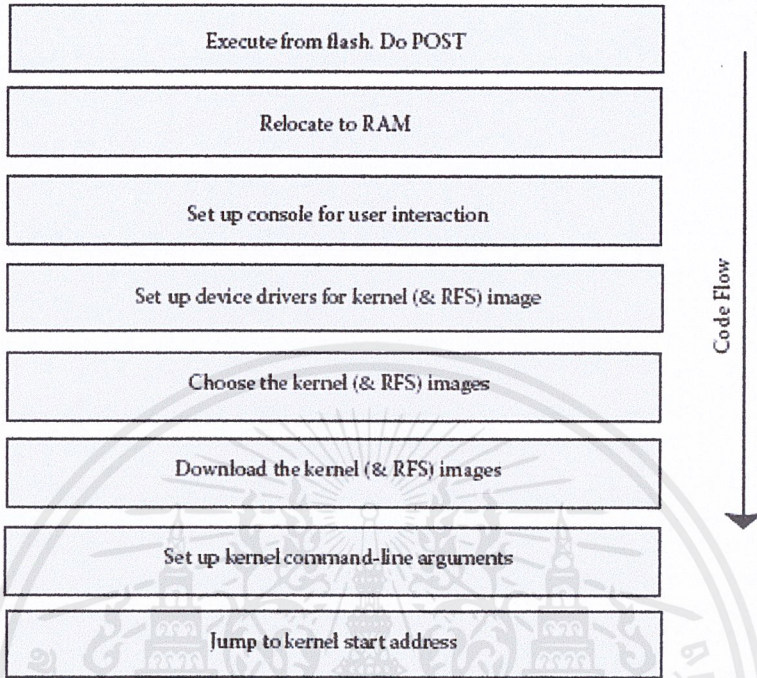 Execute from flash. Do POST
Relocate to RAM
Set up console for user interaction
Set up device drivers for kernel (& RFS) image
Choose the kernel (& RFS) images
Download the kernel (& RFS) images
Set up kernel command-line arguments
Jump to kernel start address
Code Flow